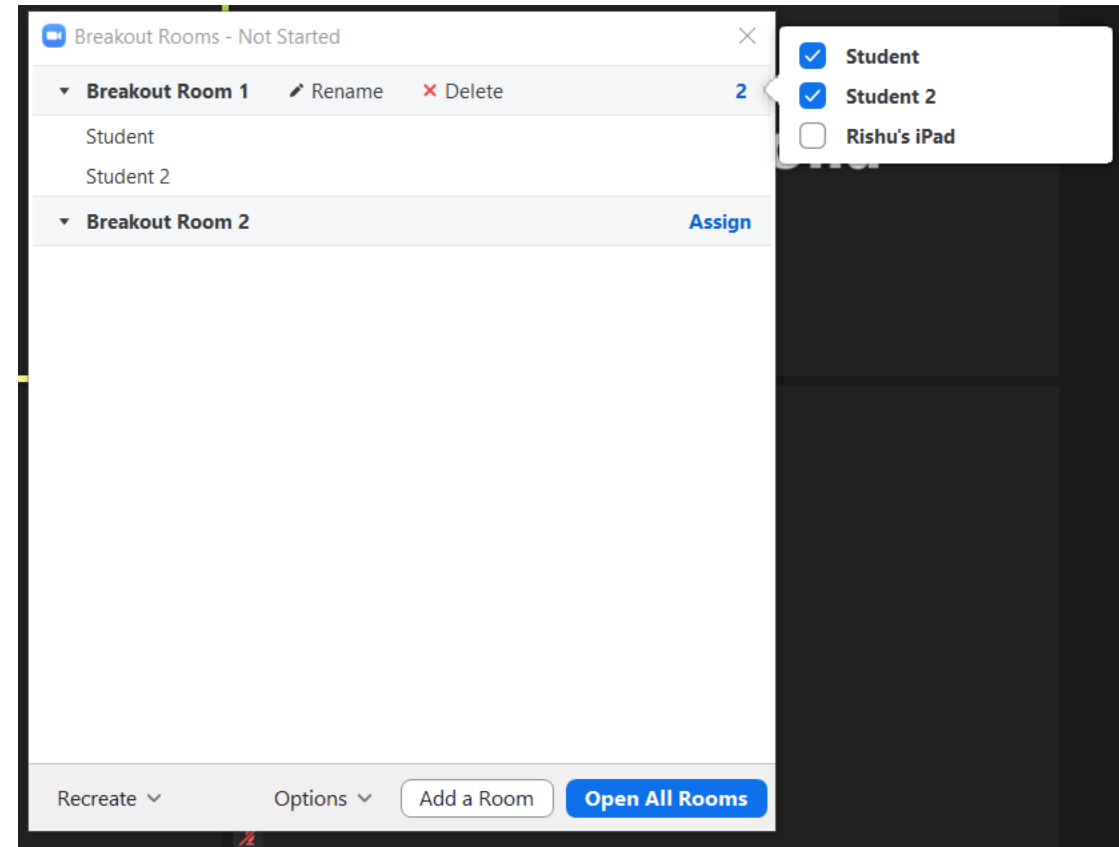 Breakout Rooms - Not Started
Breakout Room 1 Rename Delete 2
Student
Student 2
Breakout Room 2 Assign
Recreate Options Add a Room Open All Rooms
Student
Student 2
Rishu's iPad